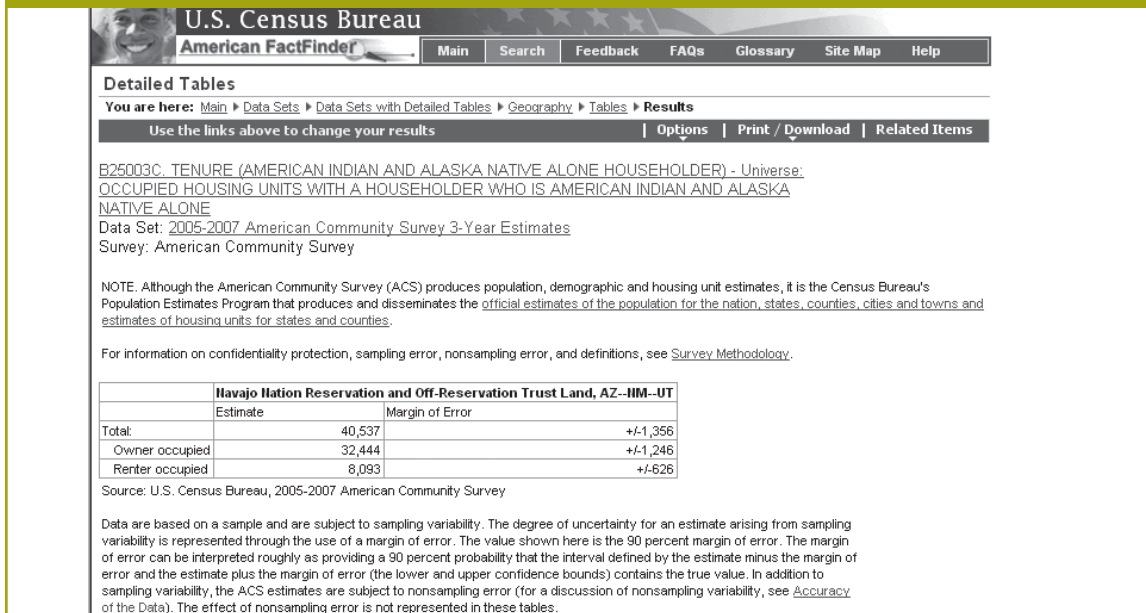 U.S. Census Bureau
American FactFinder
Main Search Feedback FAQs Glossary Site Map Help
Detailed Tables
You are here: Main ▶ Data Sets ▶ Data Sets with Detailed Tables ▶ Geography ▶ Tables ▶ Results
Use the links above to change your results | Options | Print / Download | Related Items
B25003C. TENURE (AMERICAN INDIAN AND ALASKA NATIVE ALONE HOUSEHOLDER) - Universe:
OCCUPIED HOUSING UNITS WITH A HOUSEHOLDER WHO IS AMERICAN INDIAN AND ALASKA
NATIVE ALONE
Data Set: 2005-2007 American Community Survey 3-Year Estimates
Survey: American Community Survey
NOTE. Although the American Community Survey (ACS) produces population, demographic and housing unit estimates, it is the Census Bureau's
Population Estimates Program that produces and disseminates the official estimates of the population for the nation, states, counties, cities and towns and
estimates of housing units for states and counties.
For information on confidentiality protection, sampling error, nonsampling error, and definitions, see Survey Methodology.
Navajo Nation Reservation and Off-Reservation Trust Land, AZ--NM--UT
Estimate Margin of Error
Total: 40,537 +/-1,356
Owner occupied 32,444 +/-1,246
Renter occupied 8,093 +/-626
Source: U.S. Census Bureau, 2005-2007 American Community Survey
Data are based on a sample and are subject to sampling variability. The degree of uncertainty for an estimate arising from sampling
variability is represented through the use of a margin of error. The value shown here is the 90 percent margin of error. The margin
of error can be interpreted roughly as providing a 90 percent probability that the interval defined by the estimate minus the margin of
error and the estimate plus the margin of error (the lower and upper confidence bounds) contains the true value. In addition to
sampling variability, the ACS estimates are subject to nonsampling error (for a discussion of nonsampling variability, see Accuracy
of the Data). The effect of nonsampling error is not represented in these tables.